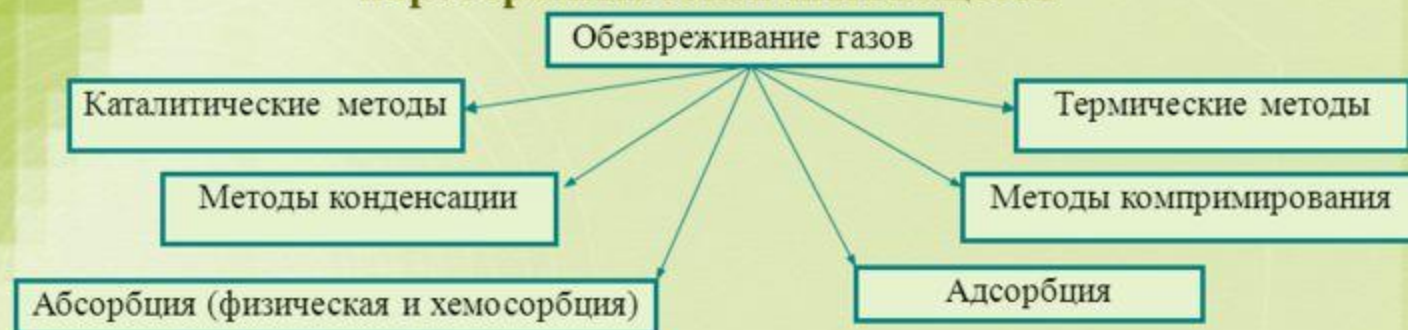 Обезвреживание газов
Каталитические методы
Термические методы
Методы конденсации
Методы компримирования
Абсорбция (физическая и хемосорбция)
Адсорбция